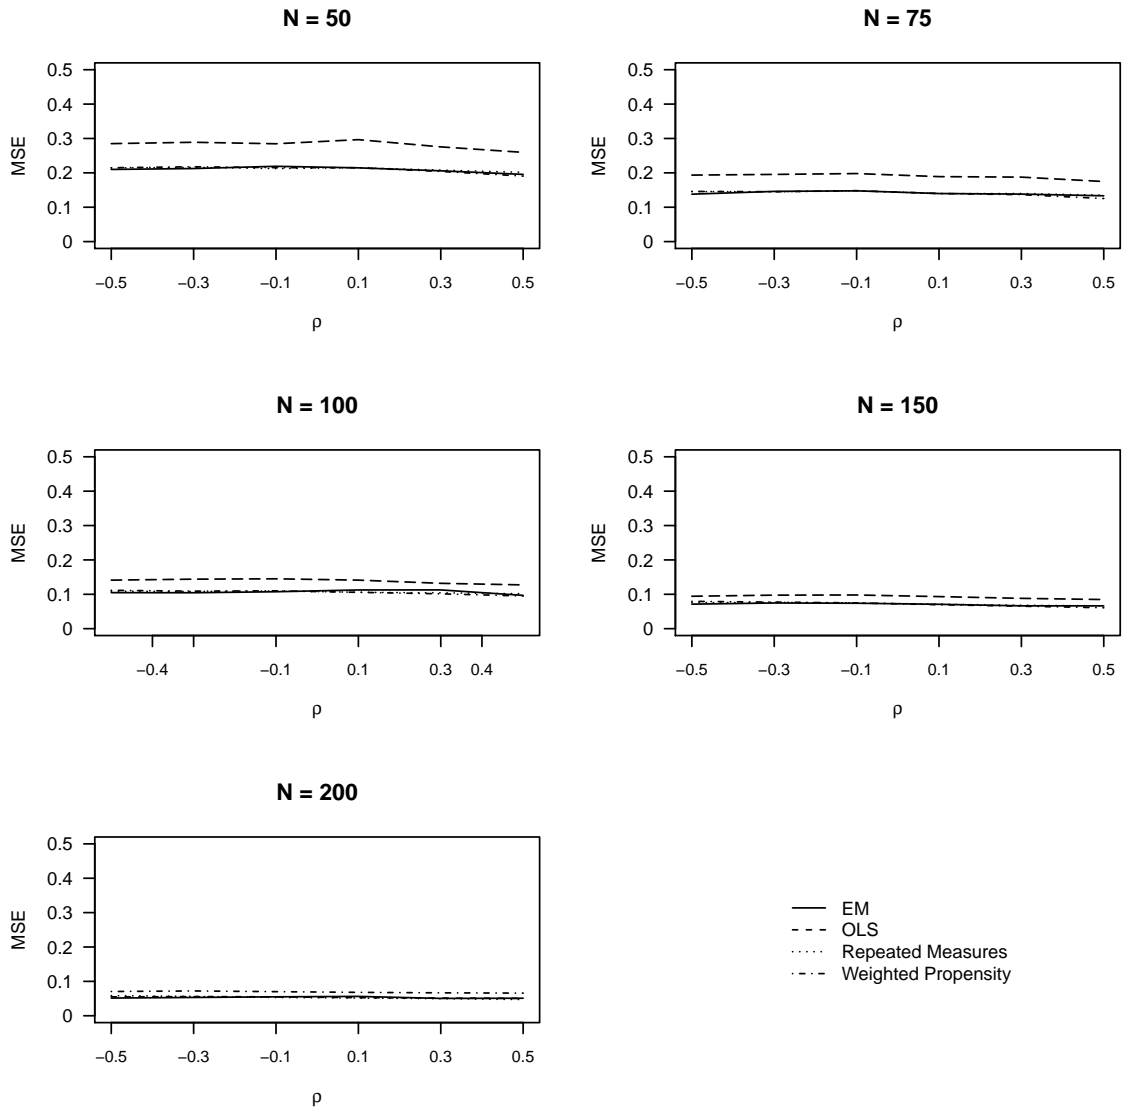 N = 50
MSE
0.5
0.4
0.3
0.2
0.1
0
−0.5 −0.3 −0.1 0.1 0.3 0.5
ρ
N = 75
MSE
0.5
0.4
0.3
0.2
0.1
0
−0.5 −0.3 −0.1 0.1 0.3 0.5
ρ
N = 100
MSE
0.5
0.4
0.3
0.2
0.1
0
−0.4 −0.1 0.1 0.3 0.4
ρ
N = 150
MSE
0.5
0.4
0.3
0.2
0.1
0
−0.5 −0.3 −0.1 0.1 0.3 0.5
ρ
N = 200
MSE
0.5
0.4
0.3
0.2
0.1
0
−0.5 −0.3 −0.1 0.1 0.3 0.5
ρ
EM
OLS
Repeated Measures
Weighted Propensity